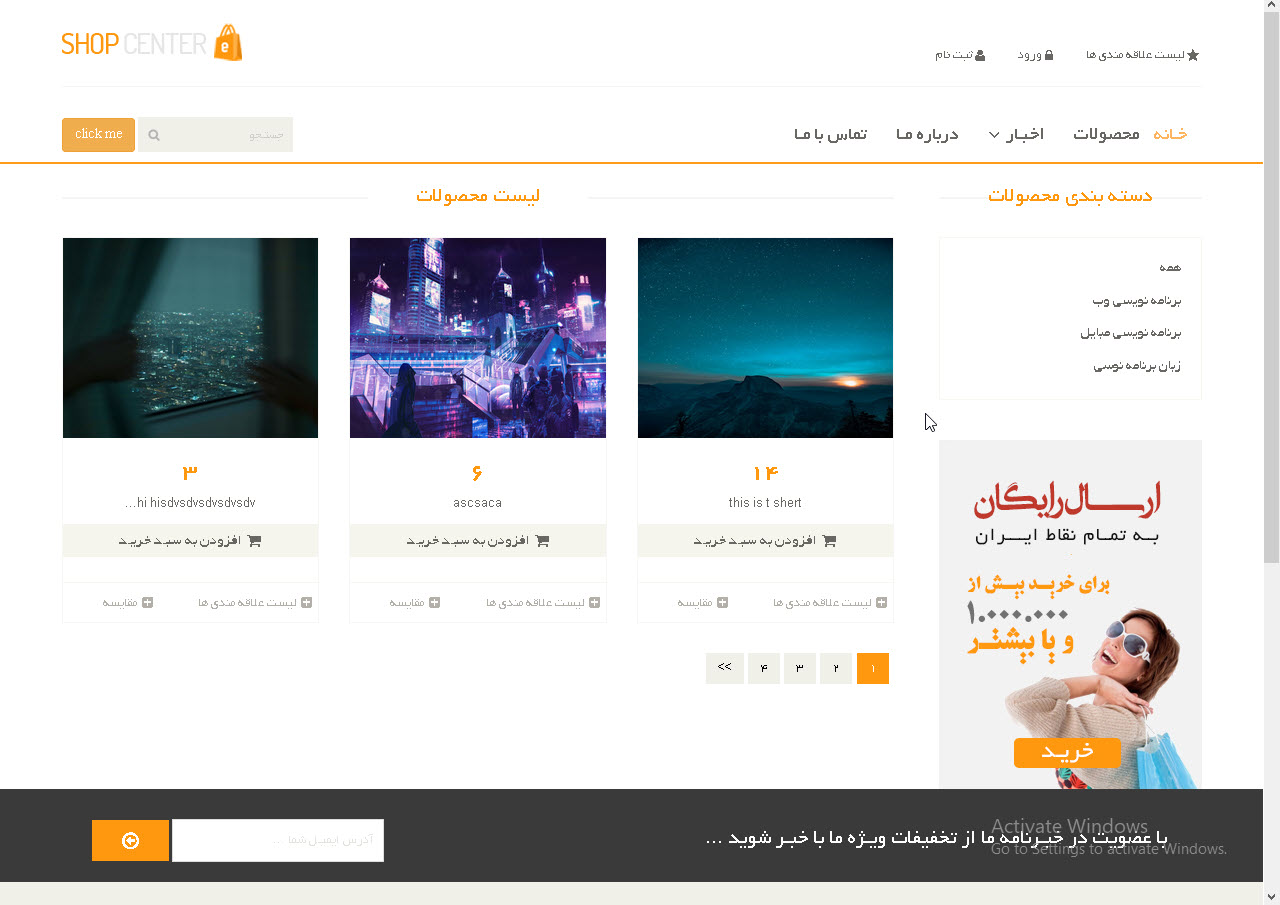 SHOP CENTER e
لیست علاقه مندی ها
ورود
ثبت نام
خانه
محصولات
اخبار
درباره ما
تماس با ما
جستجو
click me
دسته بندی محصولات
لیست محصولات
همه
برنامه نویسی وب
برنامه نویسی مبایل
زبان برنامه نوسی
۱۴
this is t shert
افزودن به سبد خرید
لیست علاقه مندی ها
مقایسه
۶
ascsaca
افزودن به سبد خرید
لیست علاقه مندی ها
مقایسه
۳
...hi hisdvsdvsdvsdvsdv
افزودن به سبد خرید
لیست علاقه مندی ها
مقایسه
ارسال رایگان
به تمام نقاط ایران
برای خرید بیش از
۱.۰۰۰.۰۰۰
و یا بیشتر
خرید
۱
۲
۳
۴
>>
با عضویت در خبرنامه ما از تخفیفات ویژه ما با خبر شوید ...
آدرس ایمیل شما ...
Activate Windows
Go to Settings to activate Windows.